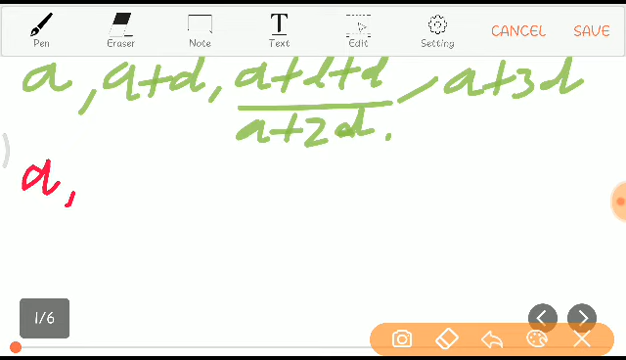 Pen Eraser Note Text Edit Setting CANCEL SAVE
a, a+d, a+d+d, a+3d
a+2d.
a,
1/6